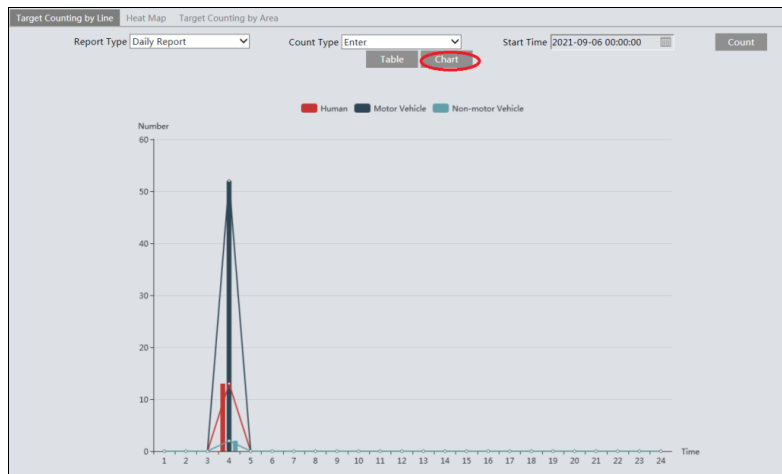 Target Counting by Line Heat Map Target Counting by Area
Report Type Daily Report Count Type Enter Start Time 2021-09-06 00:00:00 Count
Table Chart
Human Motor Vehicle Non-motor Vehicle
Number
60
50
40
30
20
10
0
1 2 3 4 5 6 7 8 9 10 11 12 13 14 15 16 17 18 19 20 21 22 23 24 Time